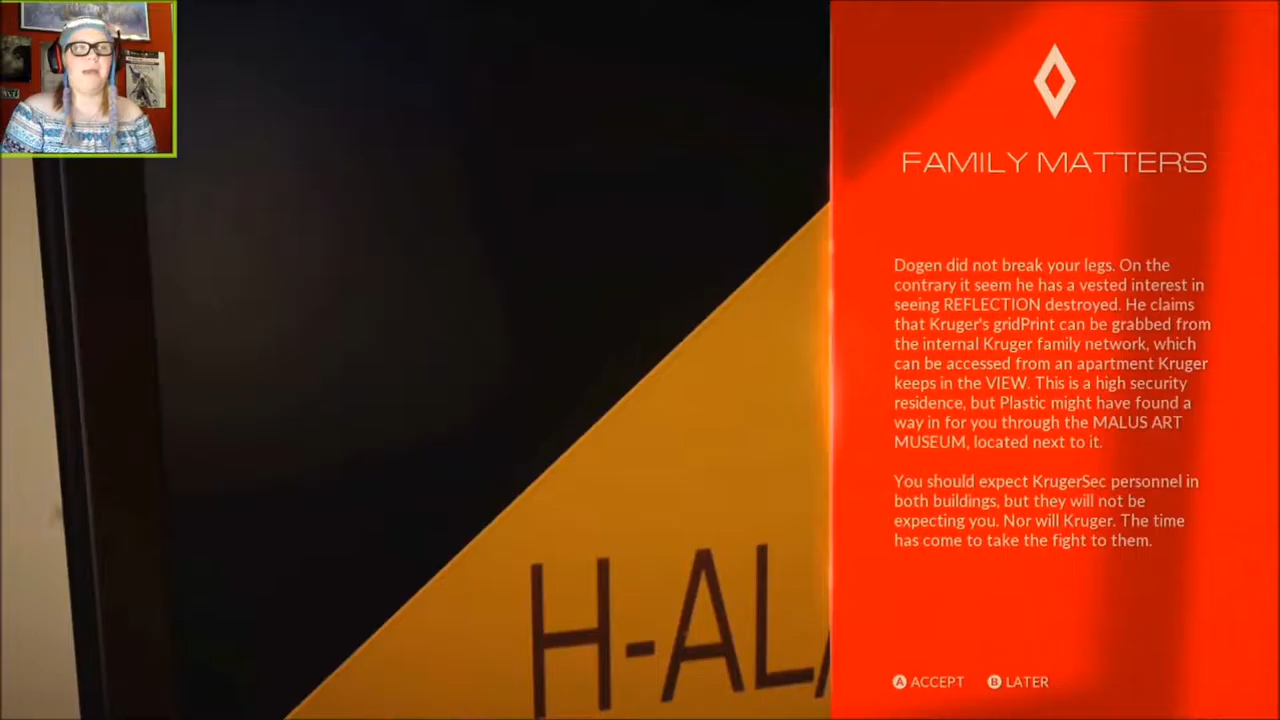 FAMILY MATTERS
Dogen did not break your legs. On the
contrary it seem he has a vested interest in
seeing REFLECTION destroyed. He claims
that Kruger's gridPrint can be grabbed from
the internal Kruger family network, which
can be accessed from an apartment Kruger
keeps in the VIEW. This is a high security
residence, but Plastic might have found a
way in for you through the MALUS ART
MUSEUM, located next to it.
You should expect KrugerSec personnel in
both buildings, but they will not be
expecting you. Nor will Kruger. The time
has come to take the fight to them.
H-AL
A ACCEPT B LATER